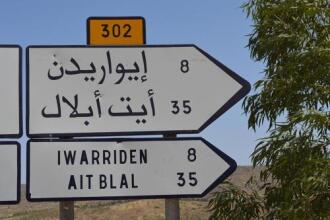 302
إيواريدن 8
أيت أبلال 35
IWARRIDEN 8
AIT BLAL 35